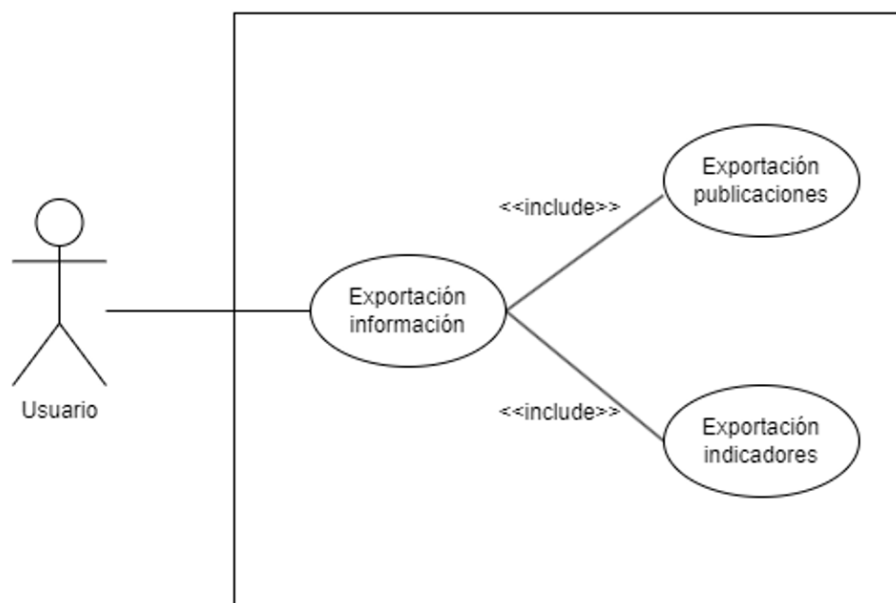 Exportación
publicaciones
<<include>>
Exportación
información
Usuario
<<include>>
Exportación
indicadores